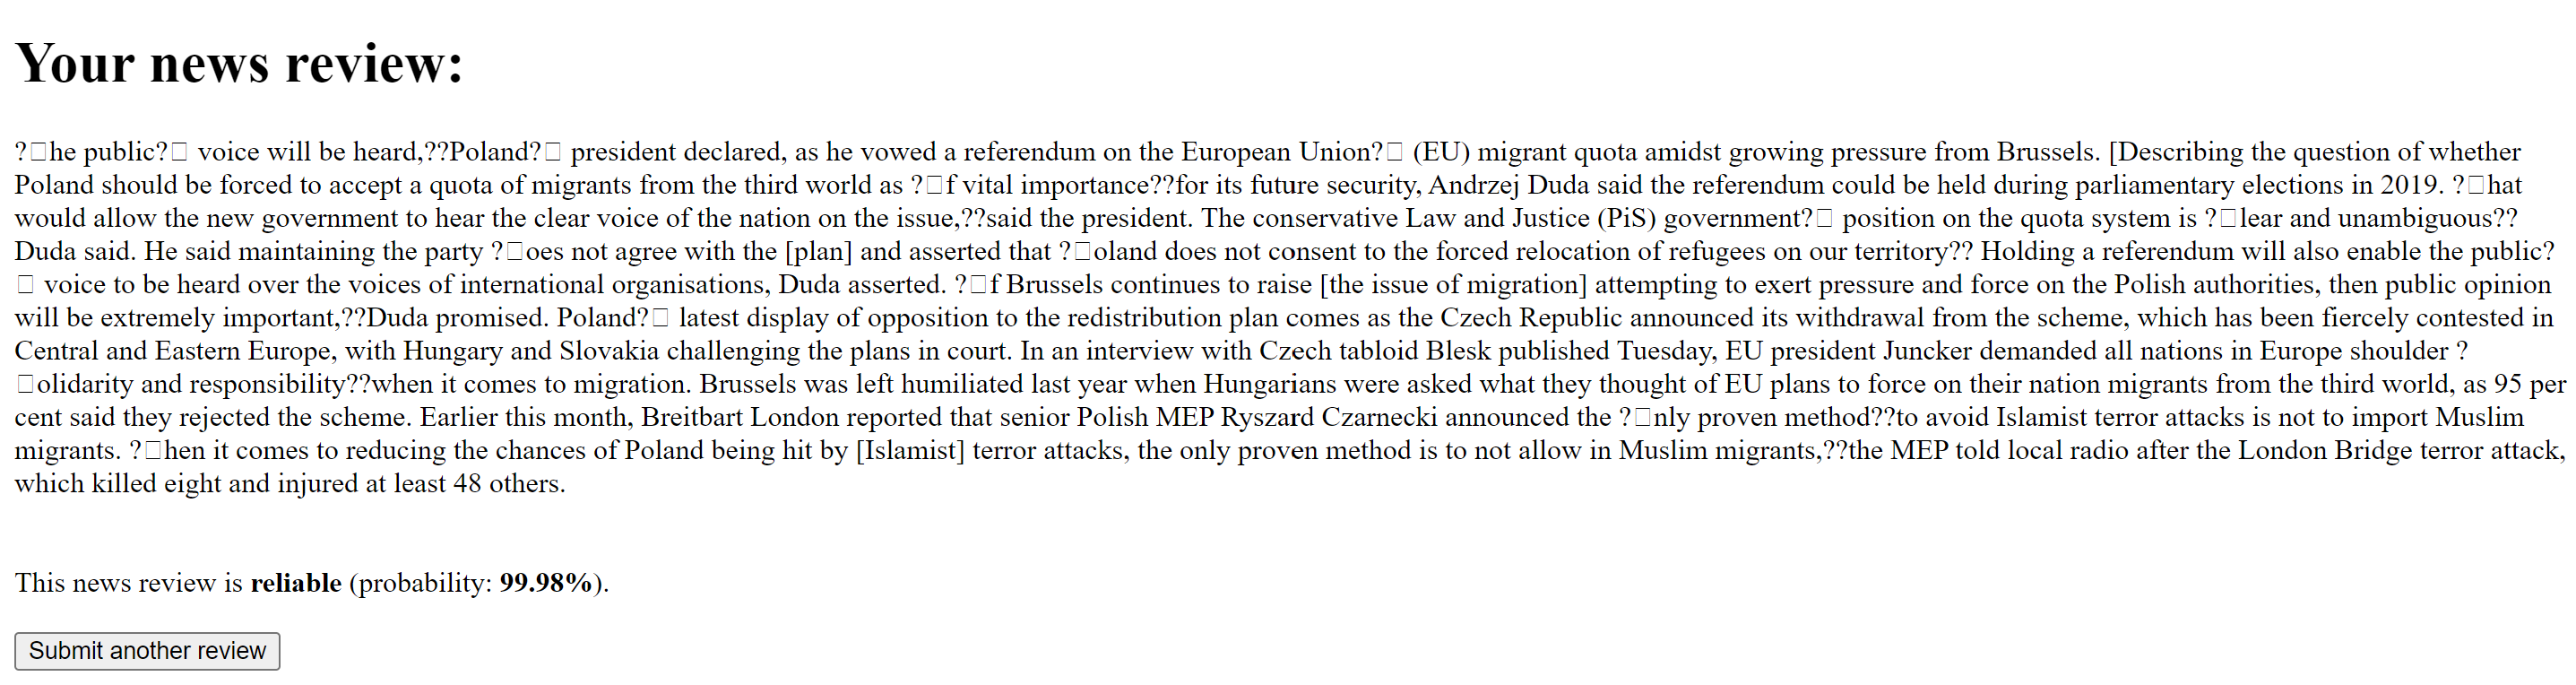 Your news review:
?□he public?□ voice will be heard,??Poland?□ president declared, as he vowed a referendum on the European Union?□ (EU) migrant quota amidst growing pressure from Brussels. [Describing the question of whether
Poland should be forced to accept a quota of migrants from the third world as ?□f vital importance??for its future security, Andrzej Duda said the referendum could be held during parliamentary elections in 2019. ?□hat
would allow the new government to hear the clear voice of the nation on the issue,??said the president. The conservative Law and Justice (PiS) government?□ position on the quota system is ?□lear and unambiguous??
Duda said. He said maintaining the party ?□oes not agree with the [plan] and asserted that ?□oland does not consent to the forced relocation of refugees on our territory?? Holding a referendum will also enable the public?
□ voice to be heard over the voices of international organisations, Duda asserted. ?□f Brussels continues to raise [the issue of migration] attempting to exert pressure and force on the Polish authorities, then public opinion
will be extremely important,??Duda promised. Poland?□ latest display of opposition to the redistribution plan comes as the Czech Republic announced its withdrawal from the scheme, which has been fiercely contested in
Central and Eastern Europe, with Hungary and Slovakia challenging the plans in court. In an interview with Czech tabloid Blesk published Tuesday, EU president Juncker demanded all nations in Europe shoulder ?
□olidarity and responsibility??when it comes to migration. Brussels was left humiliated last year when Hungarians were asked what they thought of EU plans to force on their nation migrants from the third world, as 95 per
cent said they rejected the scheme. Earlier this month, Breitbart London reported that senior Polish MEP Ryszard Czarnecki announced the ?□nly proven method??to avoid Islamist terror attacks is not to import Muslim
migrants. ?□hen it comes to reducing the chances of Poland being hit by [Islamist] terror attacks, the only proven method is to not allow in Muslim migrants,??the MEP told local radio after the London Bridge terror attack,
which killed eight and injured at least 48 others.
This news review is reliable (probability: 99.98%).
Submit another review